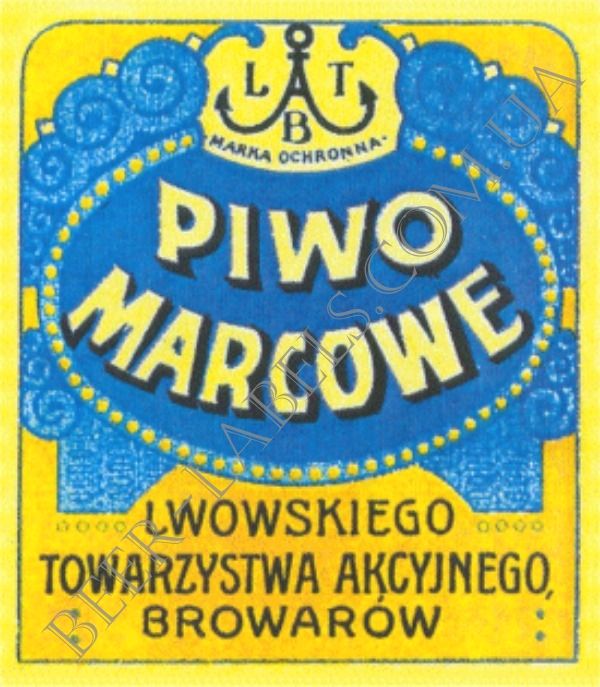 L T
B
MARKA OCHRONNA
PIWO
MARCOWE
LWOWSKIEGO
TOWARZYSTWA AKCYJNEGO,
BROWARÓW
BEER-LABELS.COM.UA